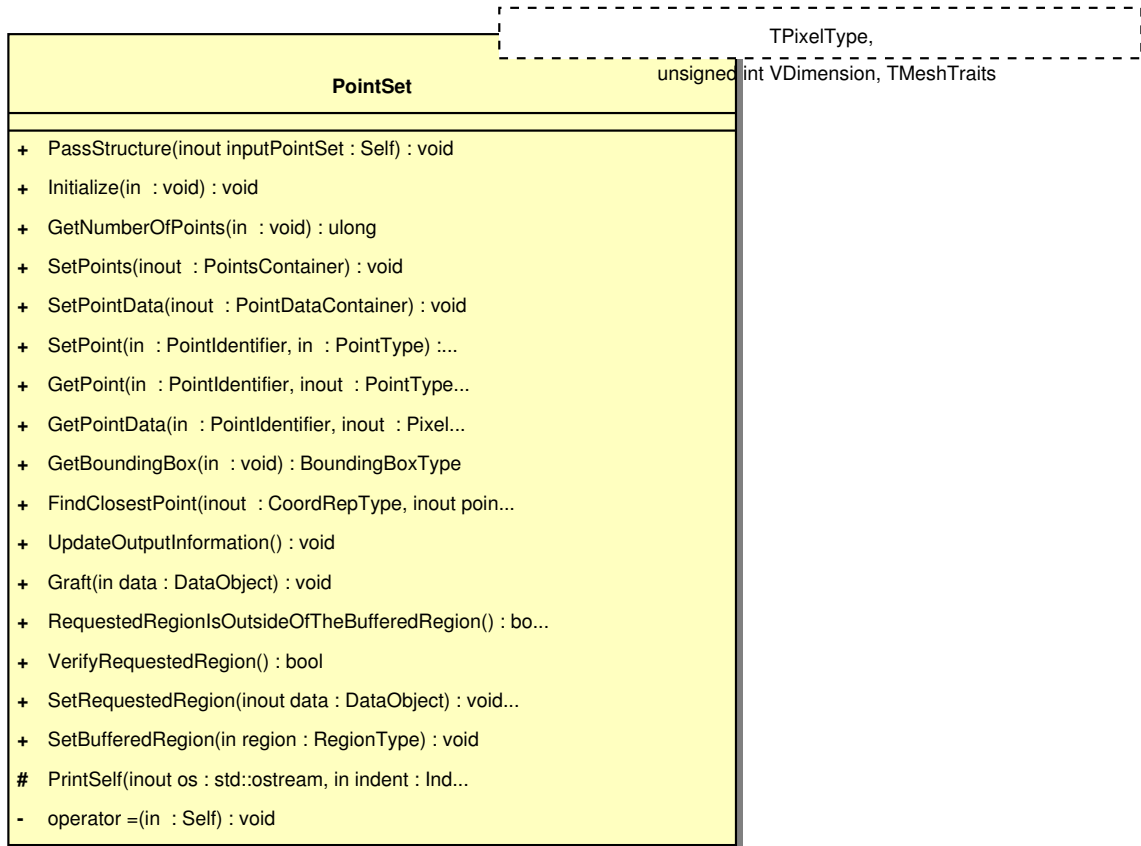 TPixelType,
unsigned int VDimension, TMeshTraits
PointSet
+ PassStructure(inout inputPointSet : Self) : void
+ Initialize(in : void) : void
+ GetNumberOfPoints(in : void) : ulong
+ SetPoints(inout : PointsContainer) : void
+ SetPointData(inout : PointDataContainer) : void
+ SetPoint(in : PointIdentifier, in : PointType) :...
+ GetPoint(in : PointIdentifier, inout : PointType...
+ GetPointData(in : PointIdentifier, inout : Pixel...
+ GetBoundingBox(in : void) : BoundingBoxType
+ FindClosestPoint(inout : CoordRepType, inout poin...
+ UpdateOutputInformation() : void
+ Graft(in data : DataObject) : void
+ RequestedRegionIsOutsideOfTheBufferedRegion() : bo...
+ VerifyRequestedRegion() : bool
+ SetRequestedRegion(inout data : DataObject) : void...
+ SetBufferedRegion(in region : RegionType) : void
# PrintSelf(inout os : std::ostream, in indent : Ind...
- operator =(in : Self) : void